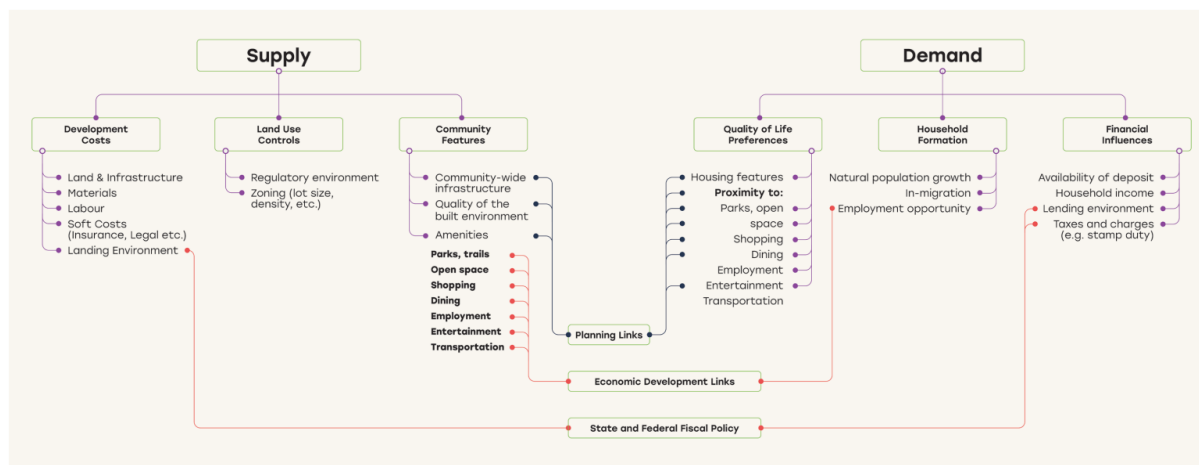 Supply
Demand
Development
Costs
Land Use
Controls
Community
Features
Quality of Life
Preferences
Household
Formation
Financial
Influences
Land & Infrastructure
Materials
Labour
Soft Costs
(Insurance, Legal etc.)
Landing Environment
Regulatory environment
Zoning (lot size,
density, etc.)
Community-wide
infrastructure
Quality of the
built environment
Amenities
Parks, trails
Open space
Shopping
Dining
Employment
Entertainment
Transportation
Housing features
Proximity to:
Parks, open
space
Shopping
Dining
Employment
Entertainment
Transportation
Natural population growth
In-migration
Employment opportunity
Availability of deposit
Household income
Lending environment
Taxes and charges
(e.g. stamp duty)
Planning Links
Economic Development Links
State and Federal Fiscal Policy